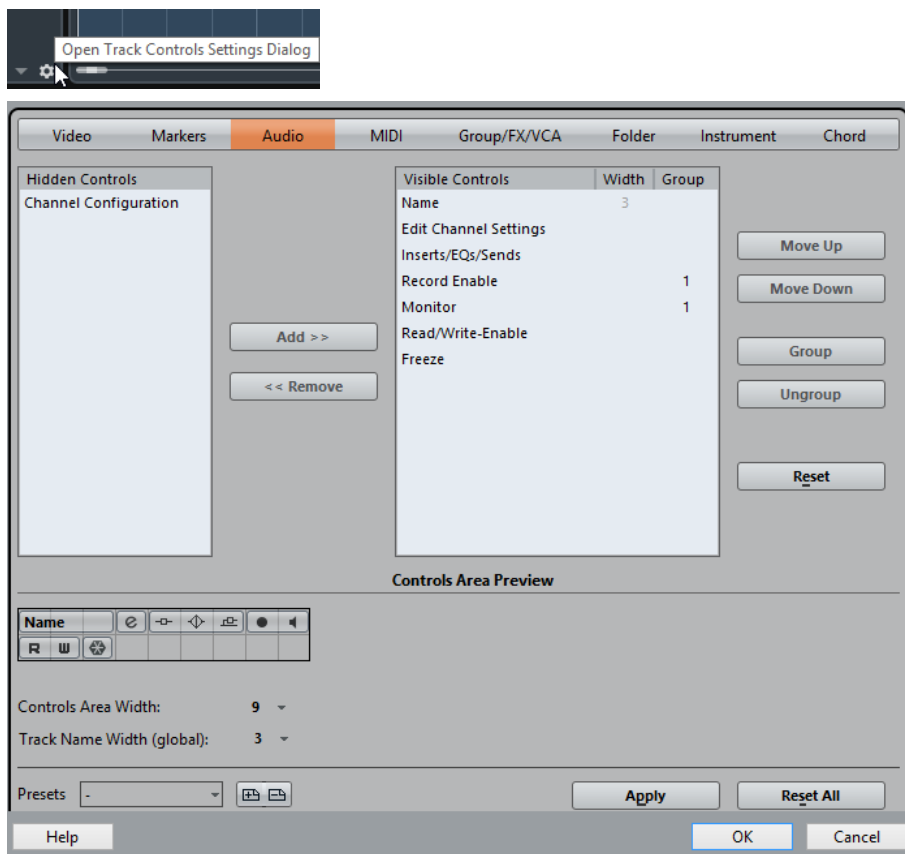 Open Track Controls Settings Dialog
Video Markers Audio MIDI Group/FX/VCA Folder Instrument Chord
Hidden Controls
Channel Configuration
Add >>
<< Remove
Visible Controls Width Group
Name 3
Edit Channel Settings
Inserts/EQs/Sends
Record Enable 1
Monitor 1
Read/Write-Enable
Freeze
Move Up
Move Down
Group
Ungroup
Reset
Controls Area Preview
Name e
R W
Controls Area Width: 9
Track Name Width (global): 3
Presets -
Apply Reset All
Help OK Cancel